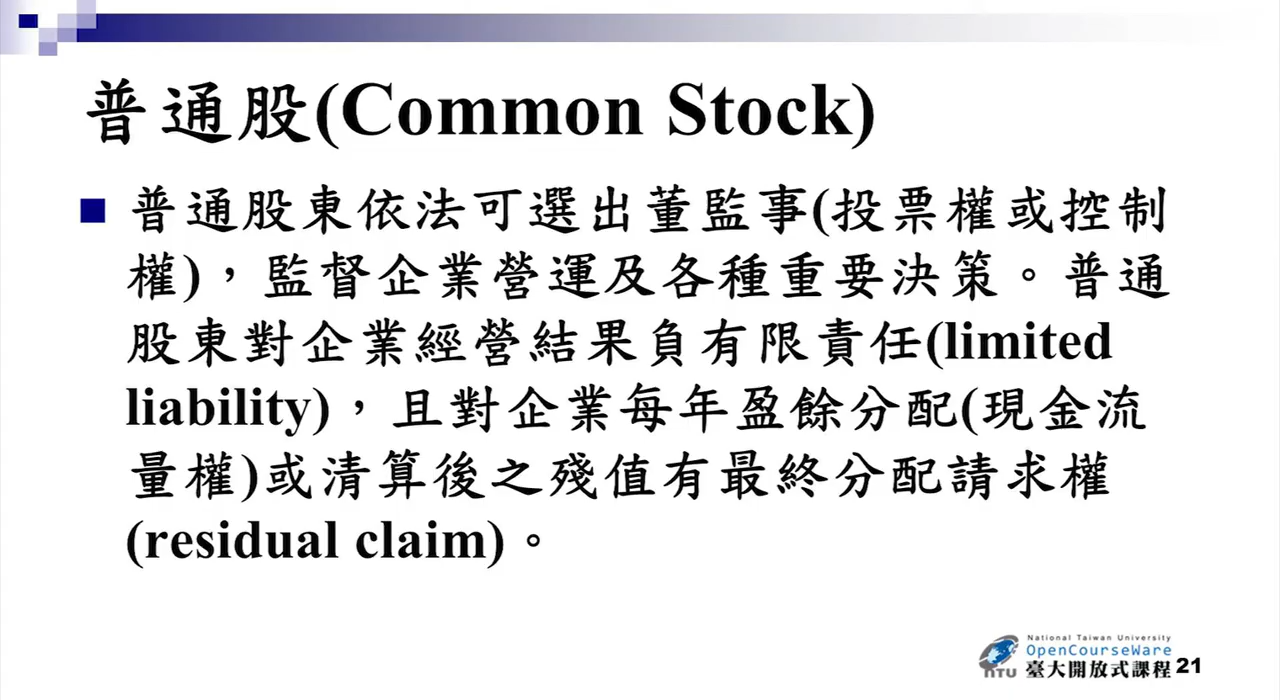 普通股(Common Stock)
普通股東依法可選出董監事(投票權或控制
權)，監督企業營運及各種重要決策。普通
股東對企業經營結果負有限責任(limited
liability)，且對企業每年盈餘分配(現金流
量權)或清算後之殘值有最終分配請求權
(residual claim)。
National Taiwan University
OpenCourseWare
NTU 臺大開放式課程 21